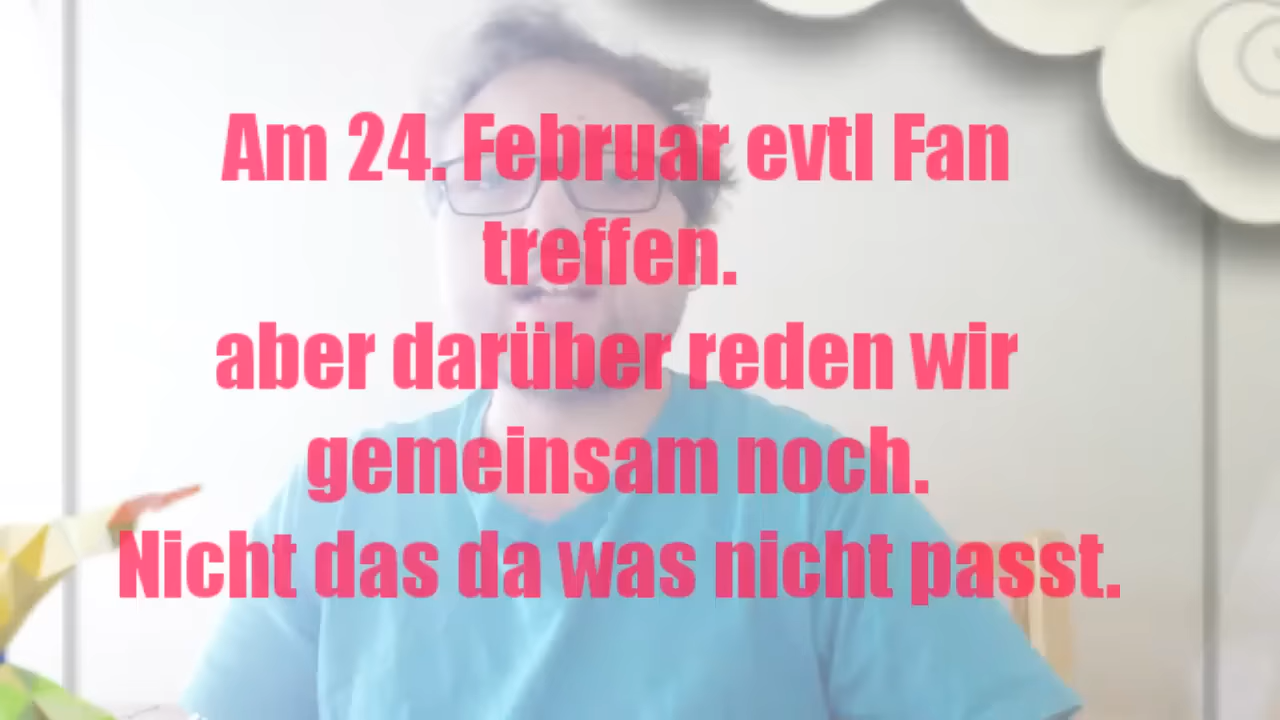 Am 24. Februar evtl Fan
treffen.
aber darüber reden wir
gemeinsam noch.
Nicht das da was nicht passt.